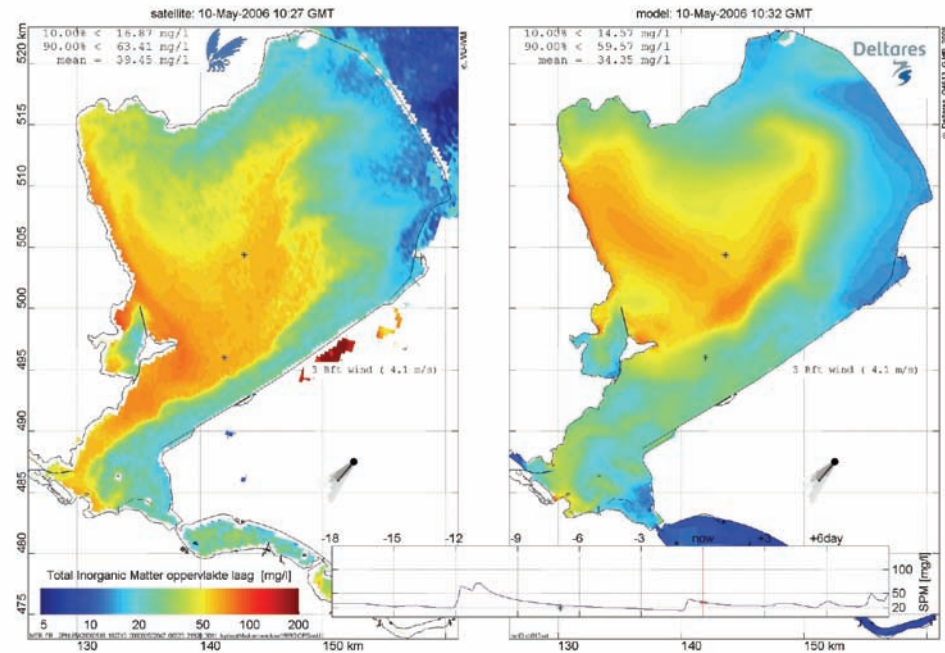 satellite: 10-May-2006 10:27 GMT
10.00% < 16.87 mg/l
90.00% < 63.41 mg/l
mean = 39.45 mg/l
520 km
515
510
505
500
495
490
485
480
475
3 Bft wind ( 4.1 m/s)
Total Inorganic Matter oppervlakte laag [mg/l]
5 10 20 50 100 200
130
140
150 km
model: 10-May-2006 10:32 GMT
10.00% < 14.57 mg/l
90.00% < 59.57 mg/l
mean = 34.35 mg/l
Deltares
3 Bft wind ( 4.1 m/s)
-18 -15 -12 -9 -6 -3 now +3 +6day
100
50
20
SPM [mg/l]
130
140
150 km